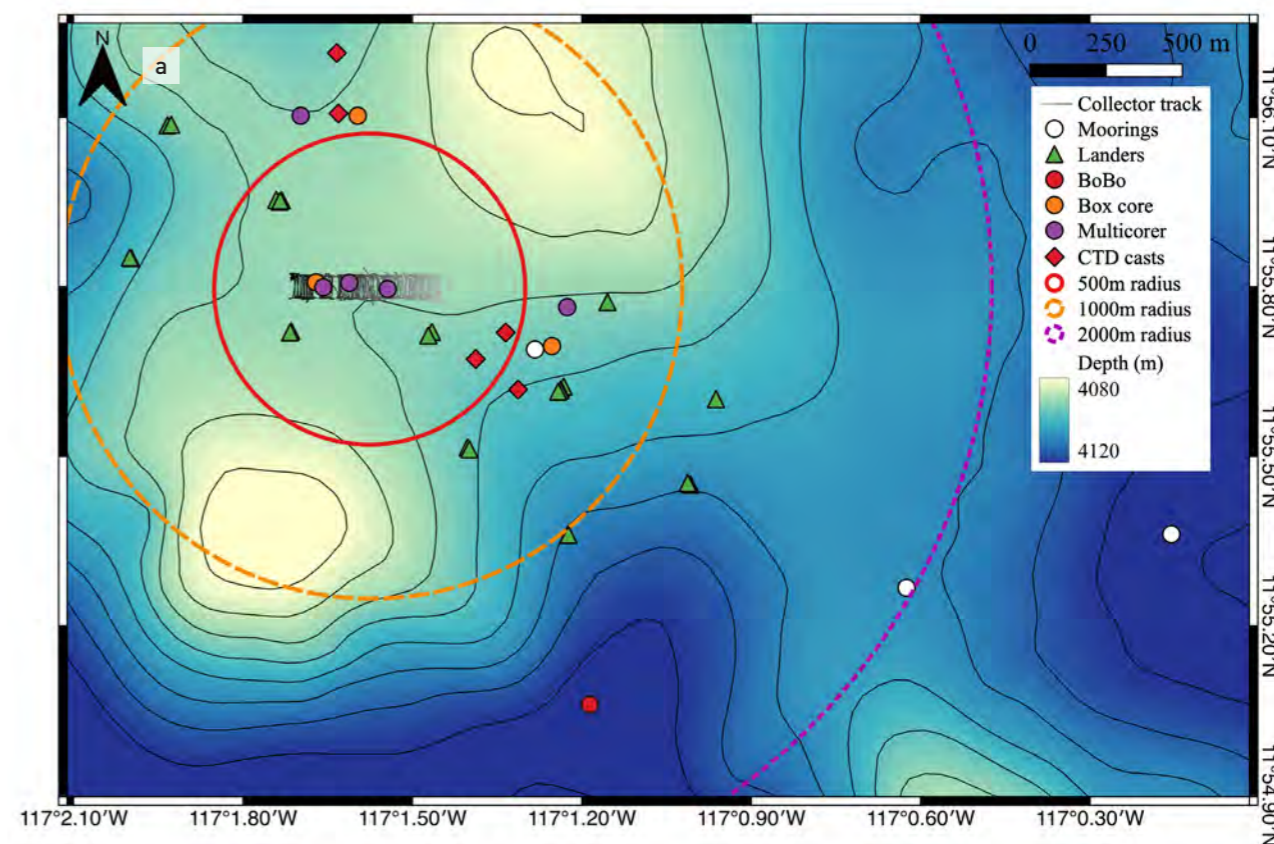 N
a
0 250 500 m
Collector track
Moorings
Landers
BoBo
Box core
Multicorer
CTD casts
500m radius
1000m radius
2000m radius
Depth (m)
4080
4120
11°56.10'N
11°55.80'N
11°55.50'N
11°55.20'N
11°54.90'N
117°2.10'W 117°1.80'W 117°1.50'W 117°1.20'W 117°0.90'W 117°0.60'W 117°0.30'W